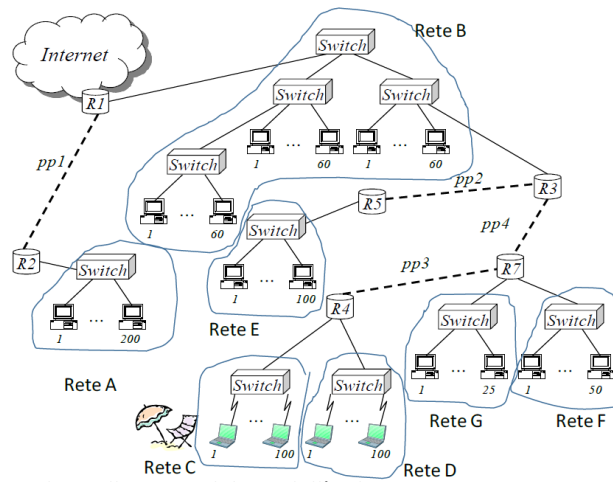 Rete B
Switch
Internet
Switch
Switch
R1
pp1
1 ... 60
1 ... 60
Switch
pp2
R5
R3
1 ... 60
Switch
pp4
R2
Switch
pp3
R7
1 ... 100
R4
Rete E
Switch
Switch
1 ... 200
Rete A
Switch
Switch
1 ... 25
1 ... 50
Rete G
Rete F
1 ... 100
1 ... 100
Rete C
Rete D